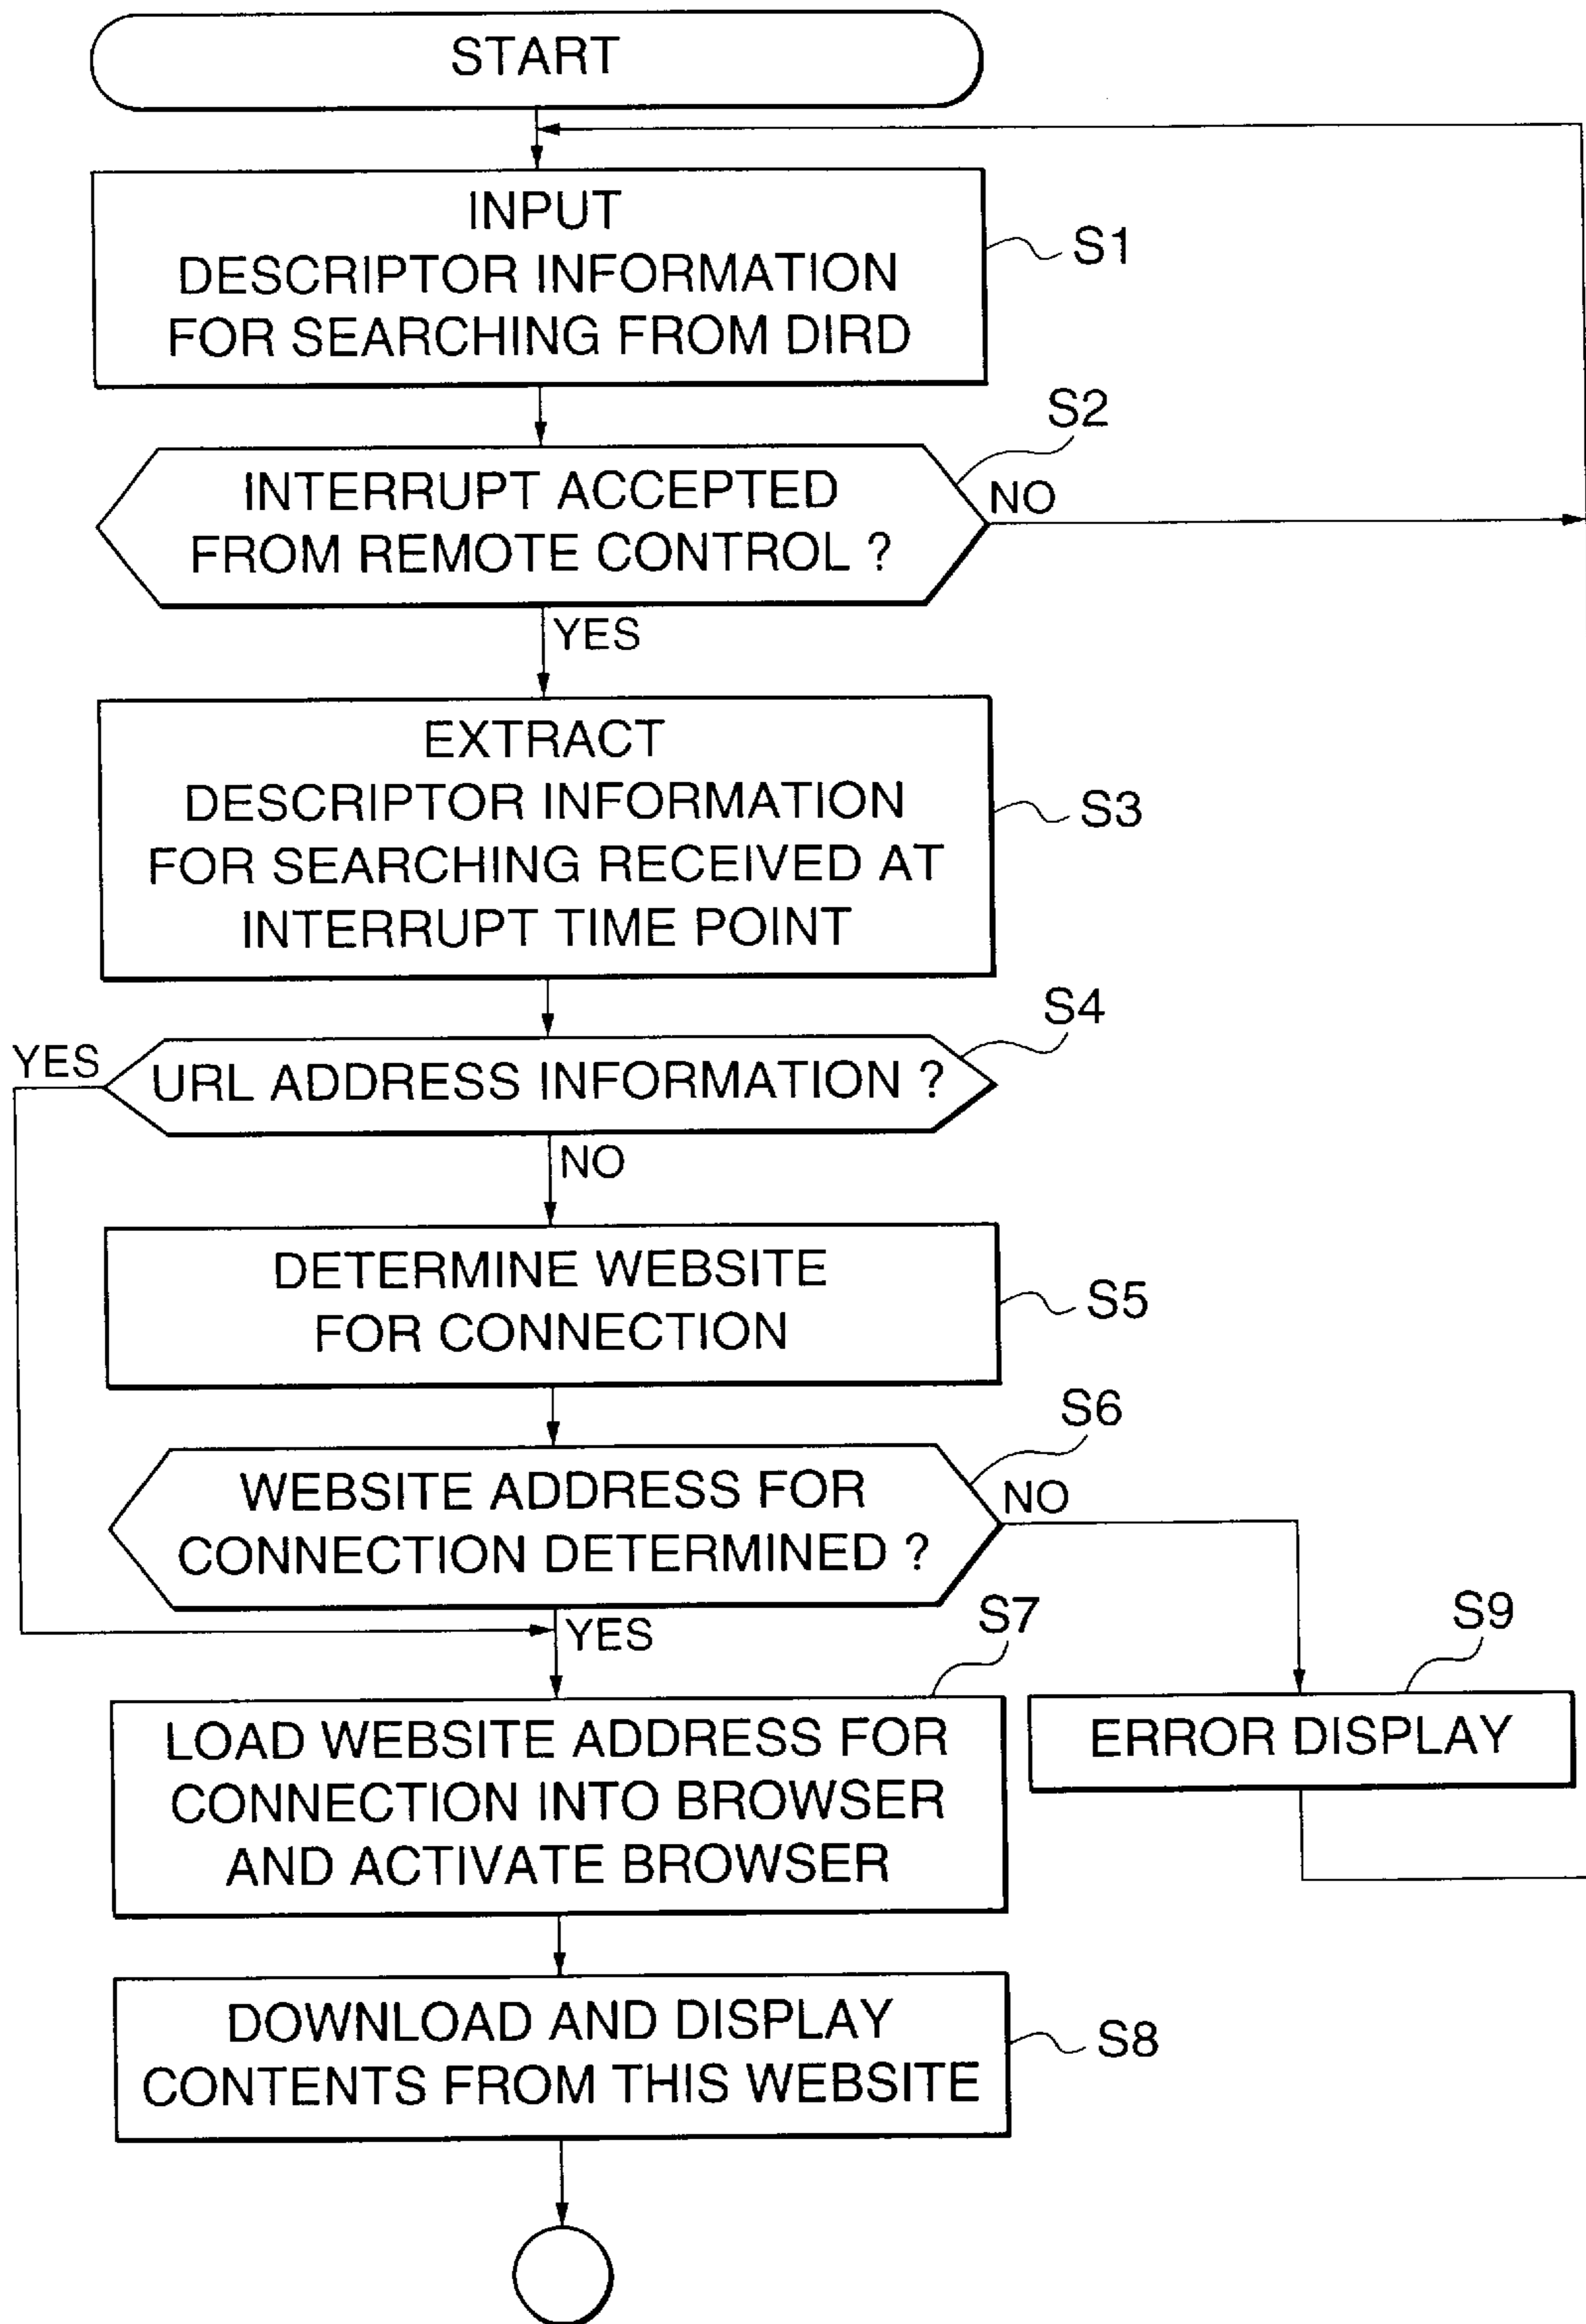 START
INPUT
DESCRIPTOR INFORMATION
FOR SEARCHING FROM DIRD
S1
S2
INTERRUPT ACCEPTED
FROM REMOTE CONTROL ?
NO
YES
EXTRACT
DESCRIPTOR INFORMATION
FOR SEARCHING RECEIVED AT
INTERRUPT TIME POINT
S3
S4
YES
URL ADDRESS INFORMATION ?
NO
DETERMINE WEBSITE
FOR CONNECTION
S5
S6
WEBSITE ADDRESS FOR
CONNECTION DETERMINED ?
NO
YES
S7
LOAD WEBSITE ADDRESS FOR
CONNECTION INTO BROWSER
AND ACTIVATE BROWSER
S9
ERROR DISPLAY
DOWNLOAD AND DISPLAY
CONTENTS FROM THIS WEBSITE
S8